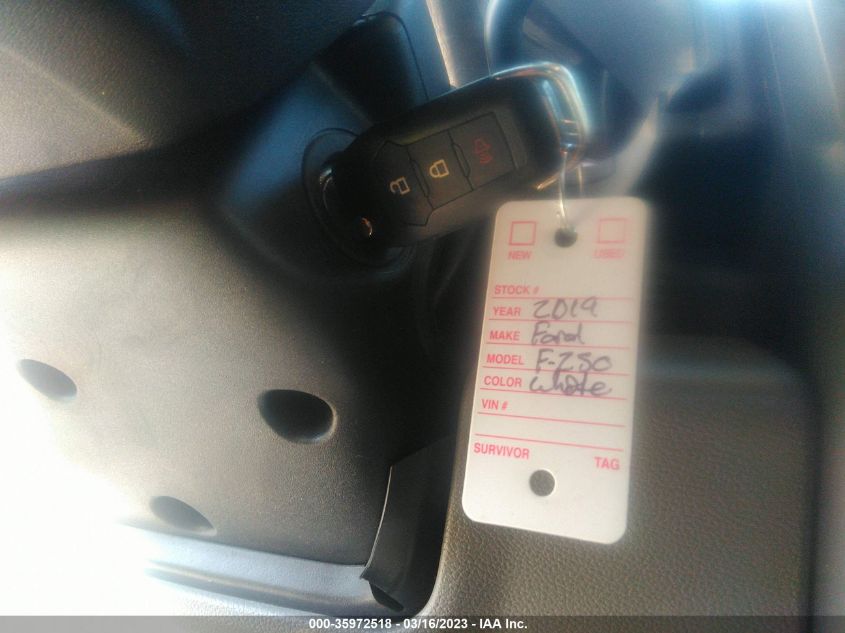 NEW USED
STOCK #
YEAR 2019
MAKE Ford
MODEL F-250
COLOR white
VIN #
SURVIVOR TAG
000-35972518 - 03/16/2023 - IAA Inc.